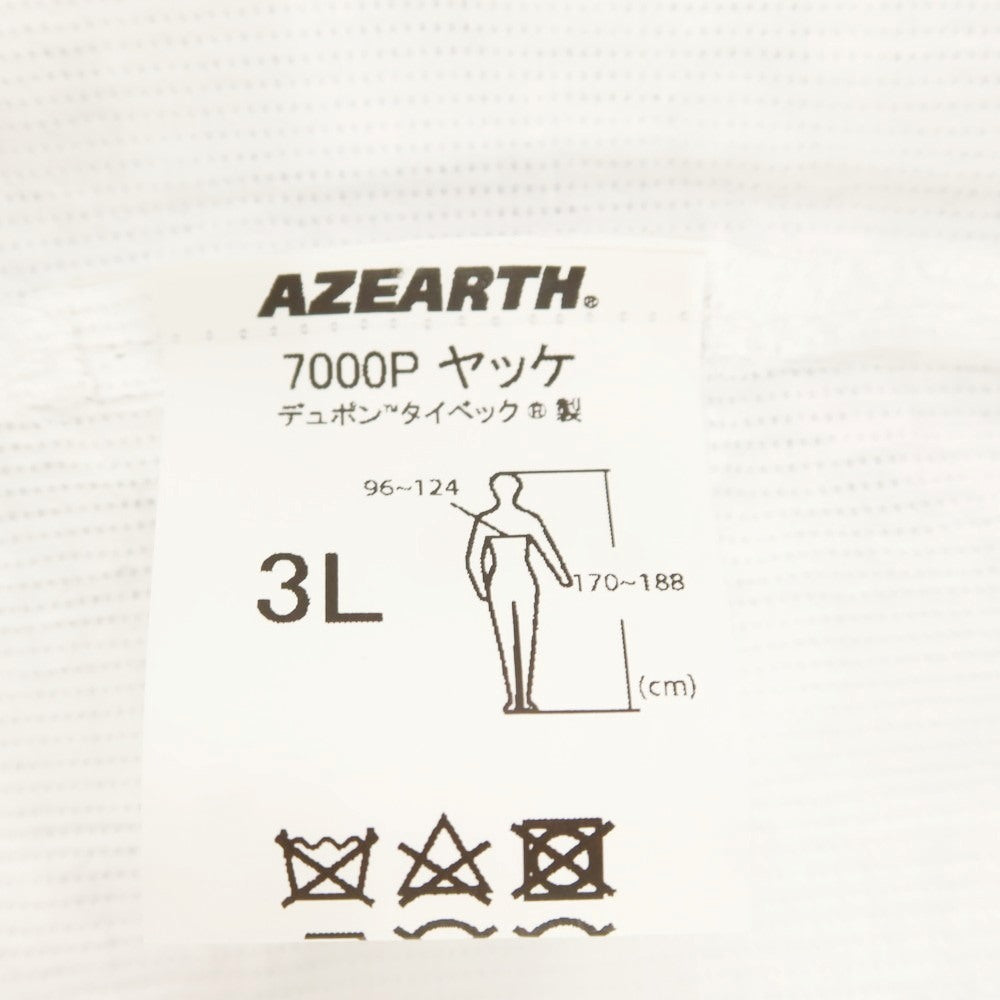 AZEARTH®
7000P ヤッケ
デュポン™タイベック®製
96~124
3L
170~188
(cm)